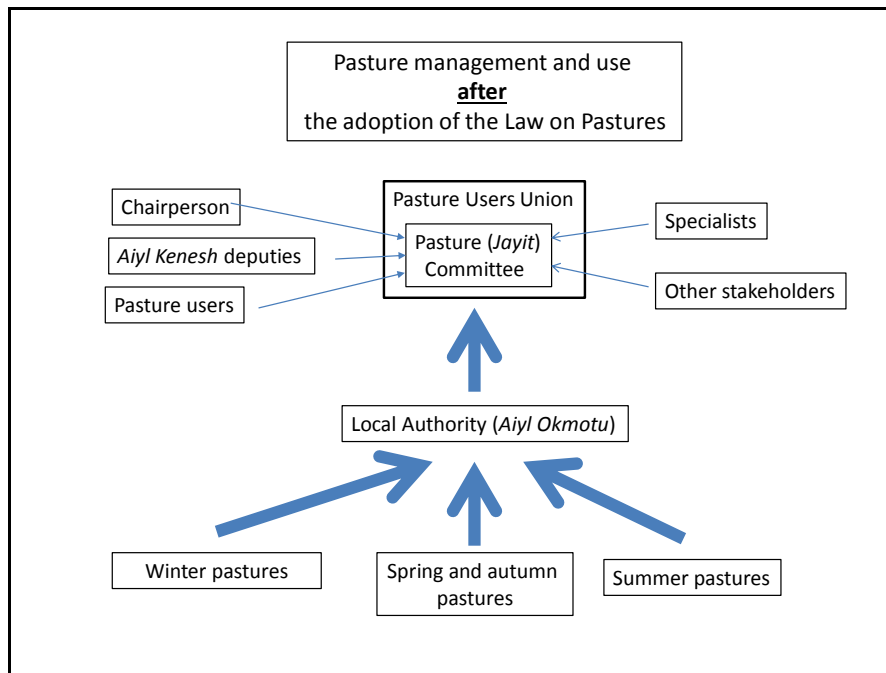 Pasture management and use
after
the adoption of the Law on Pastures
Pasture Users Union
Chairperson
Specialists
Pasture (Jayit)
Committee
Aiyl Kenesh deputies
Pasture users
Other stakeholders
Local Authority (Aiyl Okmotu)
Winter pastures
Spring and autumn
pastures
Summer pastures